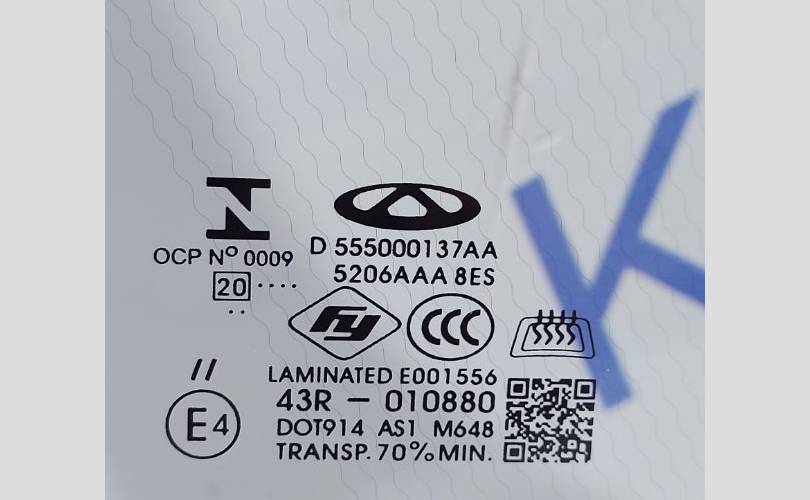 N
OCP Nº 0009
D 555000137AA
5206AAA 8ES
20 ....
..
FY CCC
LAMINATED E001556
//
43R – 010880
E4
DOT914 AS1 M648
TRANSP. 70% MIN.
K